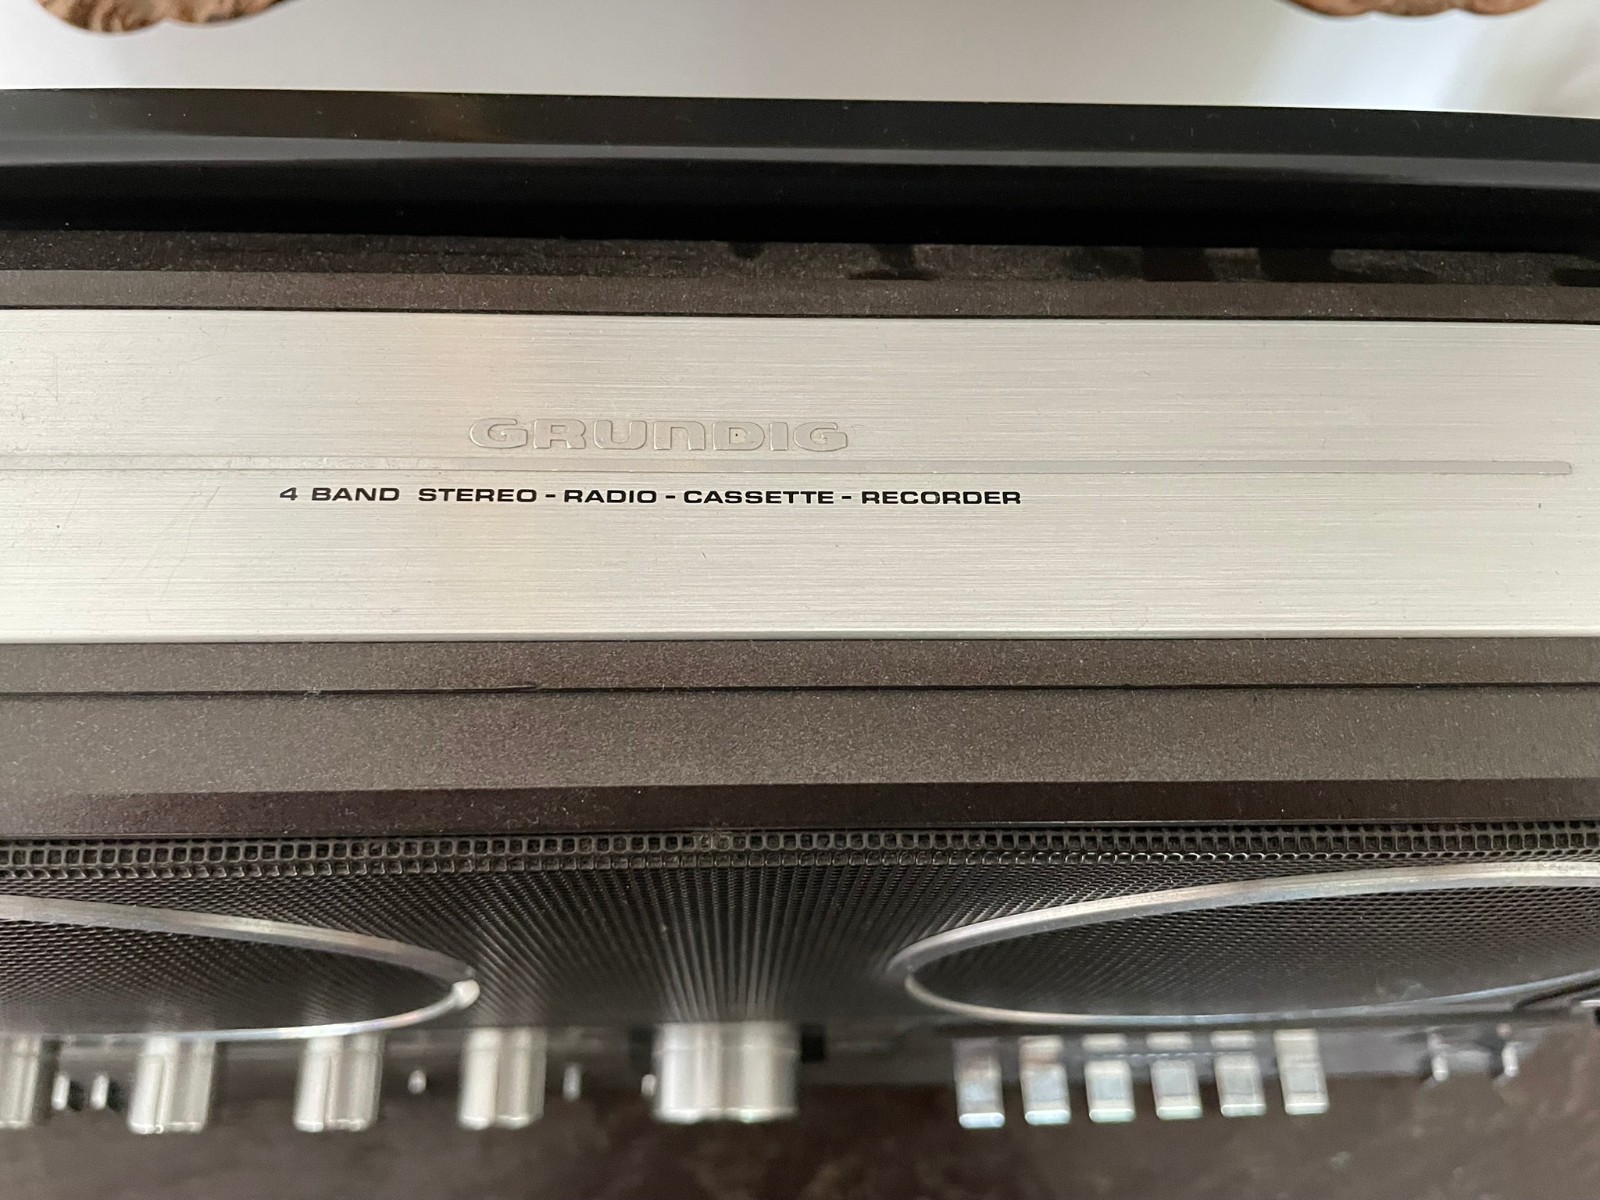 GRUNDIG
4 BAND STEREO - RADIO - CASSETTE - RECORDER